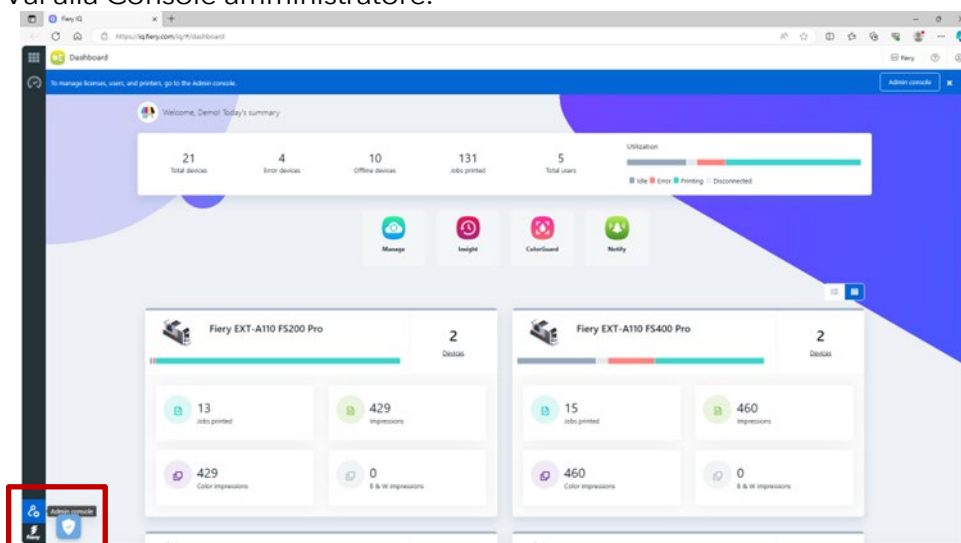 Vai alla Console amministratore.
Fiery IQ
https://iq.fiery.com/iq/#/dashboard
Dashboard
Fiery
To manage licenses, users, and printers, go to the Admin console.
Admin console
Welcome, Demo! Today's summary
21
Total devices
4
Error devices
10
Offline devices
131
Jobs printed
5
Total users
Utilization
Idle Error Printing Disconnected
Manage
Insight
ColorGuard
Notify
Fiery EXT-A110 FS200 Pro
2
Devices
13
Jobs printed
429
Impressions
429
Color impressions
0
B & W impressions
Fiery EXT-A110 FS400 Pro
2
Devices
15
Jobs printed
460
Impressions
460
Color impressions
0
B & W impressions
Admin console
Fiery